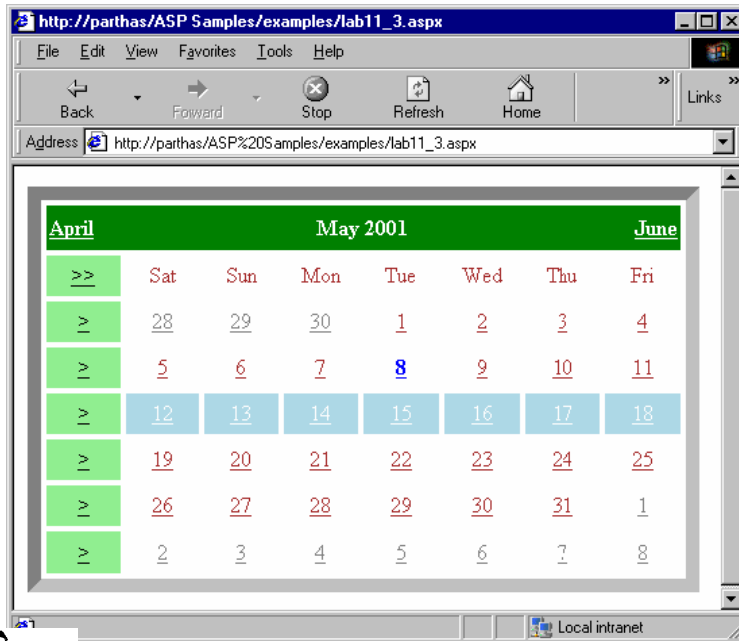 http://parthas/ASP Samples/examples/lab11_3.aspx
File Edit View Favorites Tools Help
Back Forward Stop Refresh Home » Links »
Address http://parthas/ASP%20Samples/examples/lab11_3.aspx
April May 2001 June
>> Sat Sun Mon Tue Wed Thu Fri
> 28 29 30 1 2 3 4
> 5 6 7 8 9 10 11
> 12 13 14 15 16 17 18
> 19 20 21 22 23 24 25
> 26 27 28 29 30 31 1
> 2 3 4 5 6 7 8
Local intranet